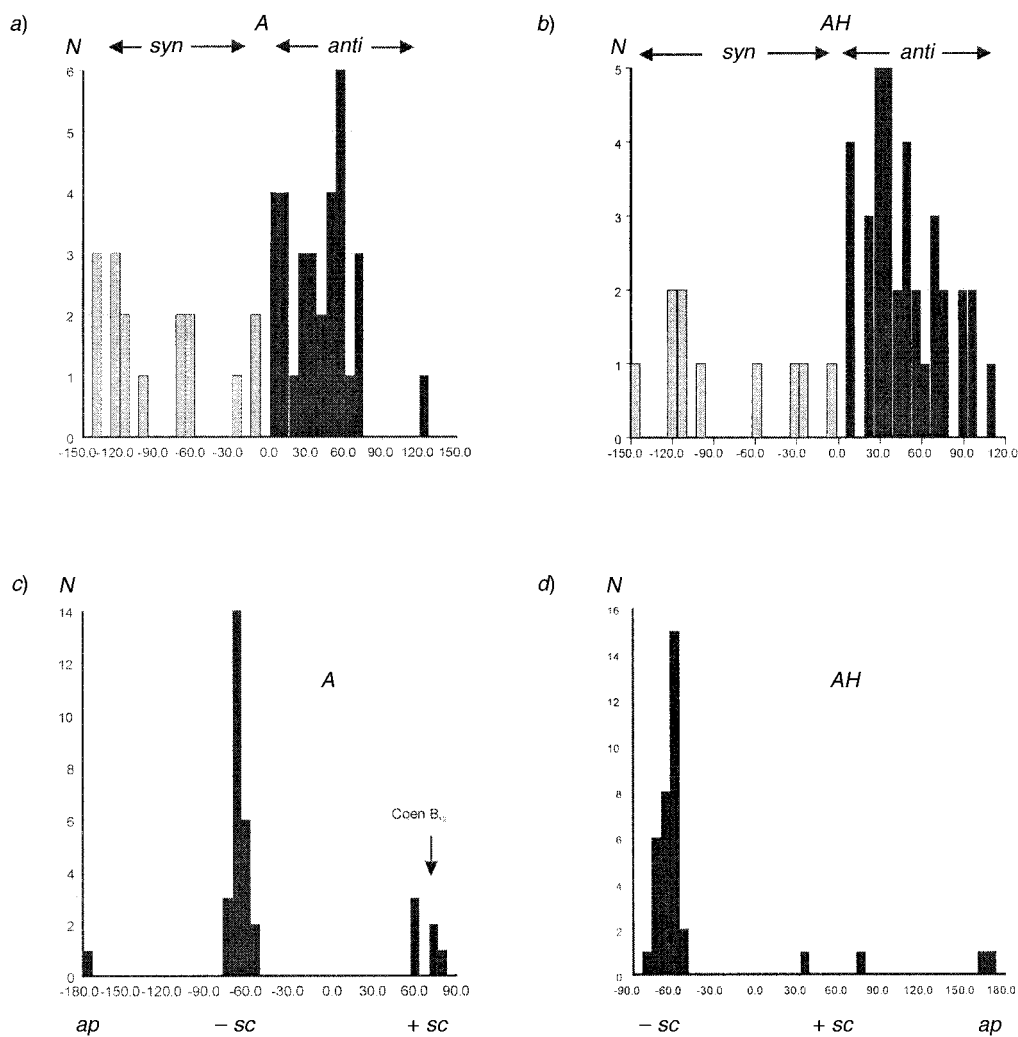 a) A
N syn anti
6
5
4
3
2
1
0
-150.0 -120.0 -90.0 -60.0 -30.0 0.0 30.0 60.0 90.0 120.0 150.0
b) AH
N syn anti
5
4
3
2
1
0
-150.0 -120.0 -90.0 -60.0 -30.0 0.0 30.0 60.0 90.0 120.0
c) N
14
12
10
8
6
4
2
0
A
Coen B₁₂
-180.0 -150.0 -120.0 -90.0 -60.0 -30.0 0.0 30.0 60.0 90.0
ap – sc + sc
d) N
16
14
12
10
8
6
4
2
0
AH
-90.0 -60.0 -30.0 0.0 30.0 60.0 90.0 120.0 150.0 180.0
– sc + sc ap